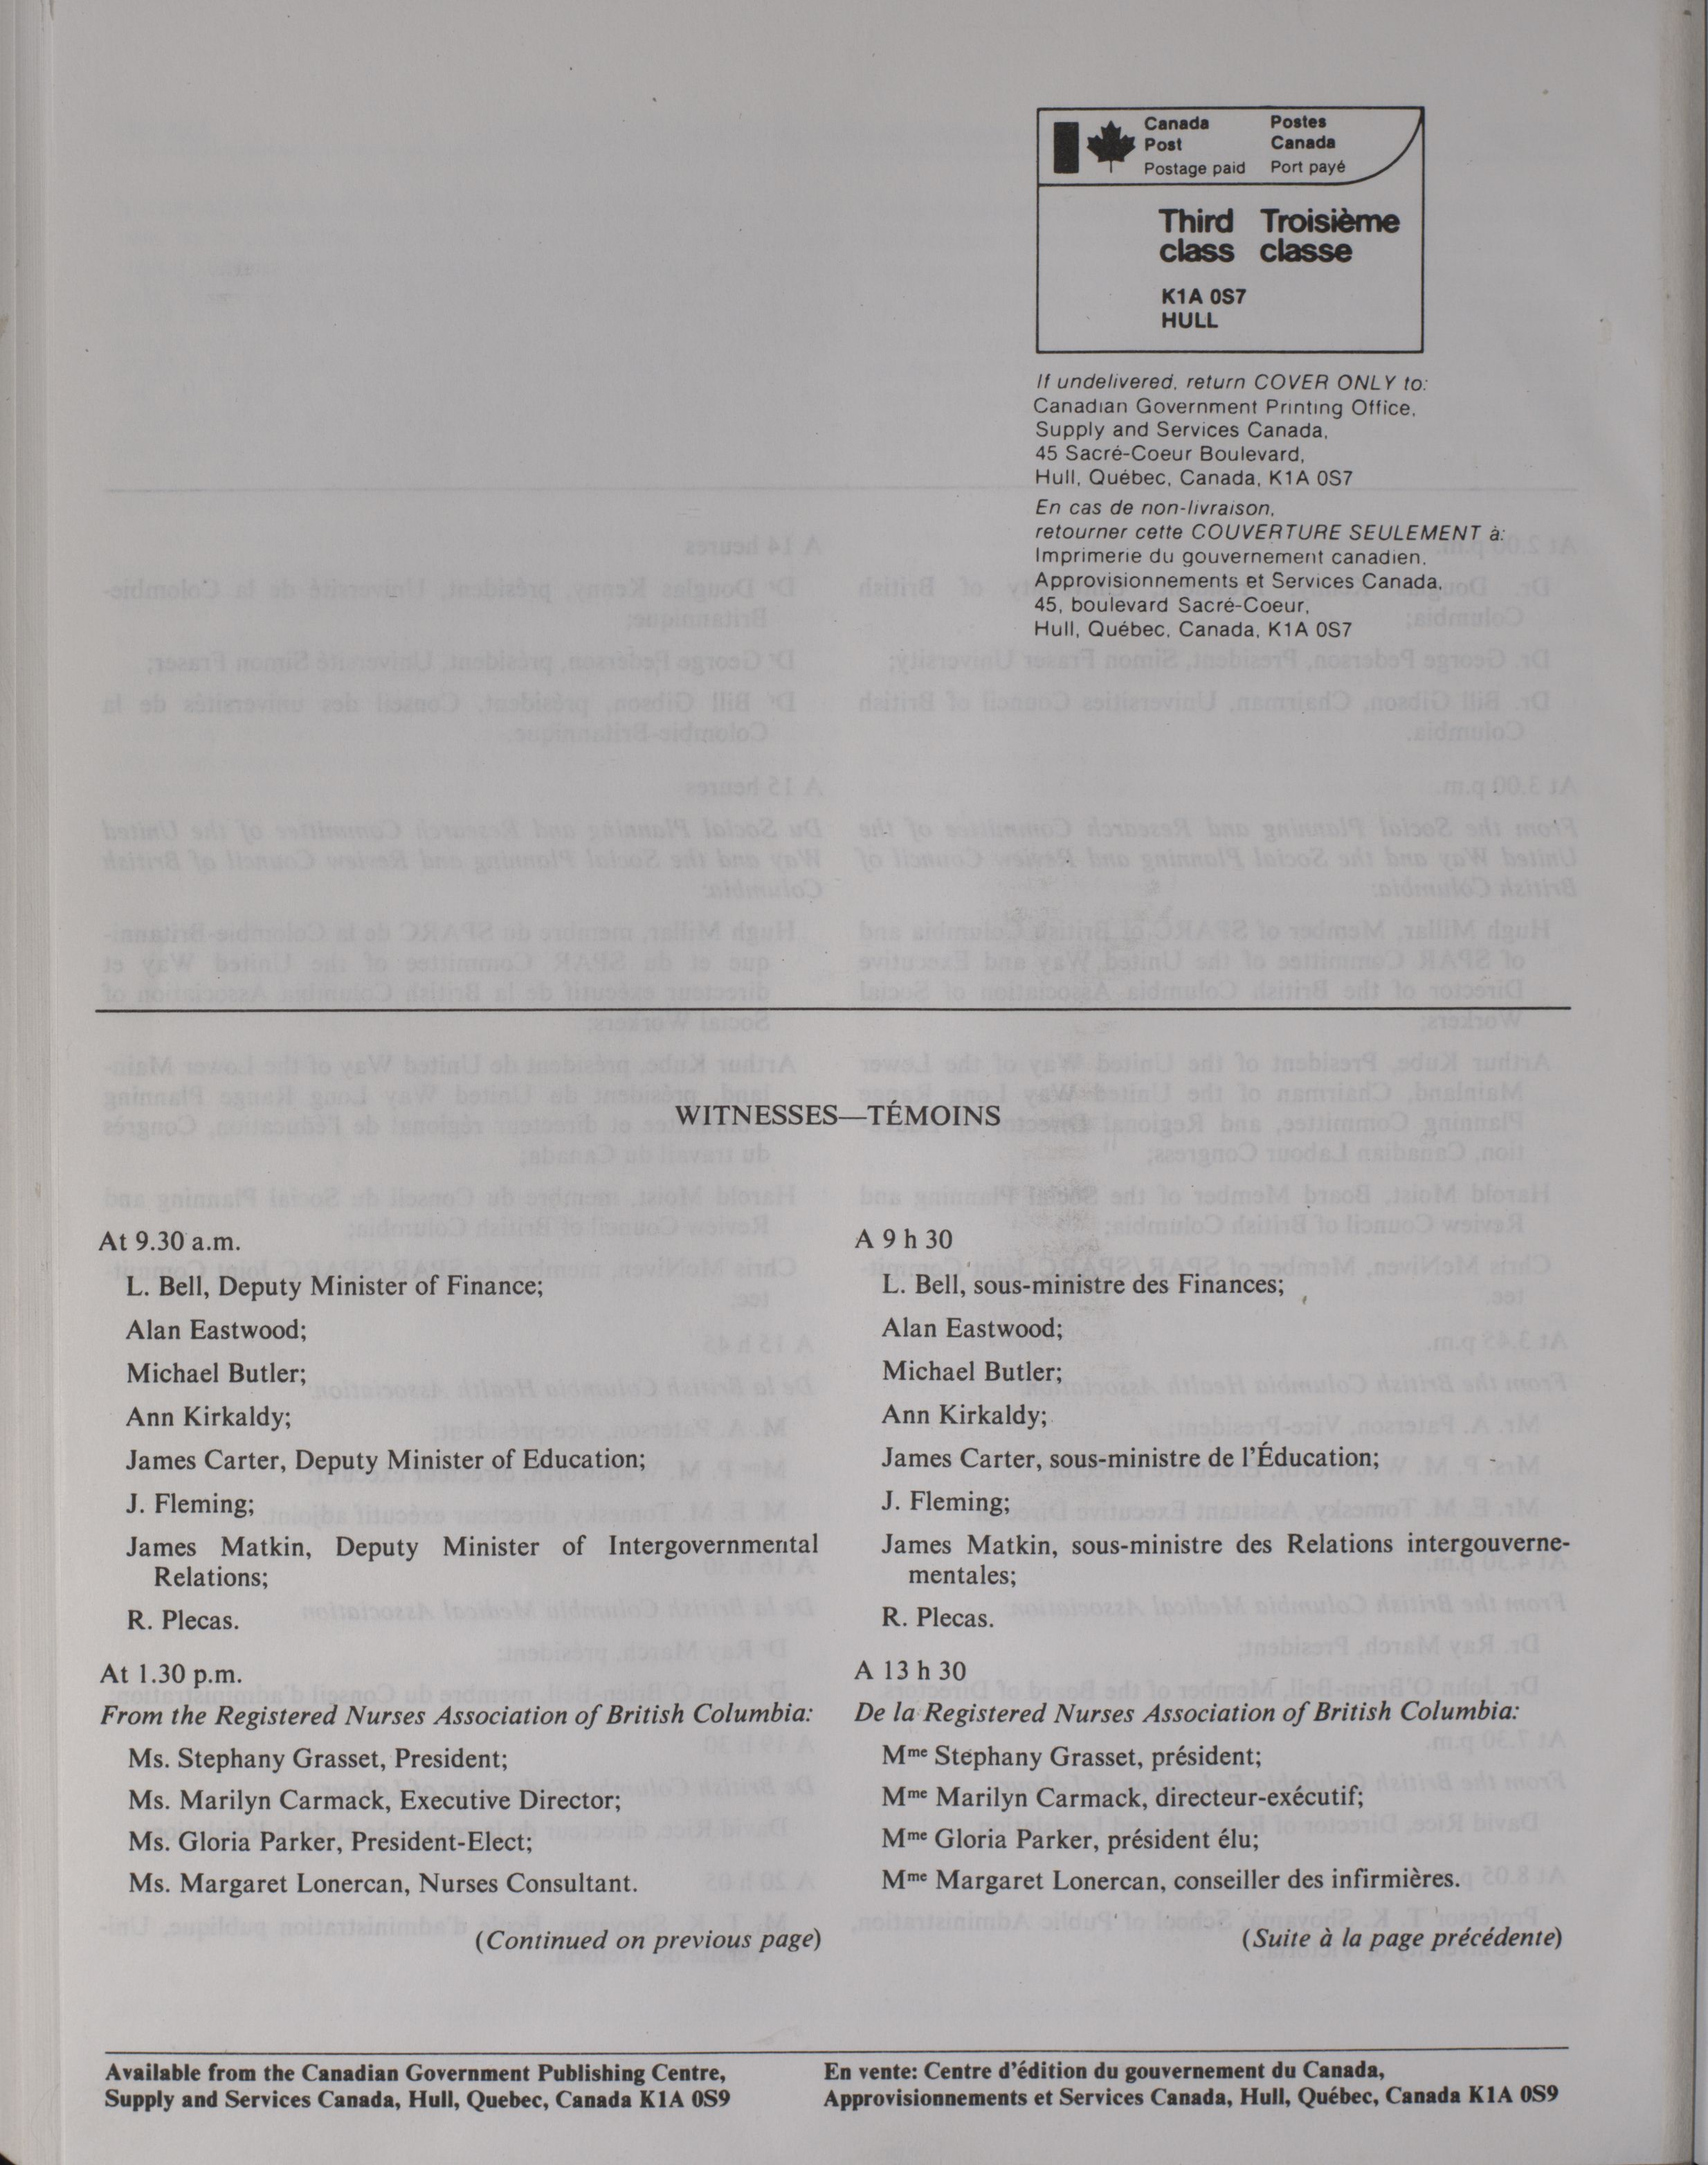 Canada Post
Postage paid
Postes Canada
Port payé
Third class
Troisième classe
K1A 0S7
HULL
If undelivered, return COVER ONLY to:
Canadian Government Printing Office,
Supply and Services Canada,
45 Sacré-Coeur Boulevard,
Hull, Québec, Canada, K1A 0S7
En cas de non-livraison,
retourner cette COUVERTURE SEULEMENT à:
Imprimerie du gouvernement canadien,
Approvisionnements et Services Canada,
45, boulevard Sacré-Coeur,
Hull, Québec, Canada, K1A 0S7
WITNESSES—TÉMOINS
At 9.30 a.m.
L. Bell, Deputy Minister of Finance;
Alan Eastwood;
Michael Butler;
Ann Kirkaldy;
James Carter, Deputy Minister of Education;
J. Fleming;
James Matkin, Deputy Minister of Intergovernmental
Relations;
R. Plecas.
At 1.30 p.m.
From the Registered Nurses Association of British Columbia:
Ms. Stephany Grasset, President;
Ms. Marilyn Carmack, Executive Director;
Ms. Gloria Parker, President-Elect;
Ms. Margaret Lonercan, Nurses Consultant.
(Continued on previous page)
A 9 h 30
L. Bell, sous-ministre des Finances;
Alan Eastwood;
Michael Butler;
Ann Kirkaldy;
James Carter, sous-ministre de l'Éducation;
J. Fleming;
James Matkin, sous-ministre des Relations intergouverne-
mentales;
R. Plecas.
A 13 h 30
De la Registered Nurses Association of British Columbia:
Mme Stephany Grasset, président;
Mme Marilyn Carmack, directeur-exécutif;
Mme Gloria Parker, président élu;
Mme Margaret Lonercan, conseiller des infirmières.
(Suite à la page précédente)
Available from the Canadian Government Publishing Centre,
Supply and Services Canada, Hull, Quebec, Canada K1A 0S9
En vente: Centre d'édition du gouvernement du Canada,
Approvisionnements et Services Canada, Hull, Québec, Canada K1A 0S9